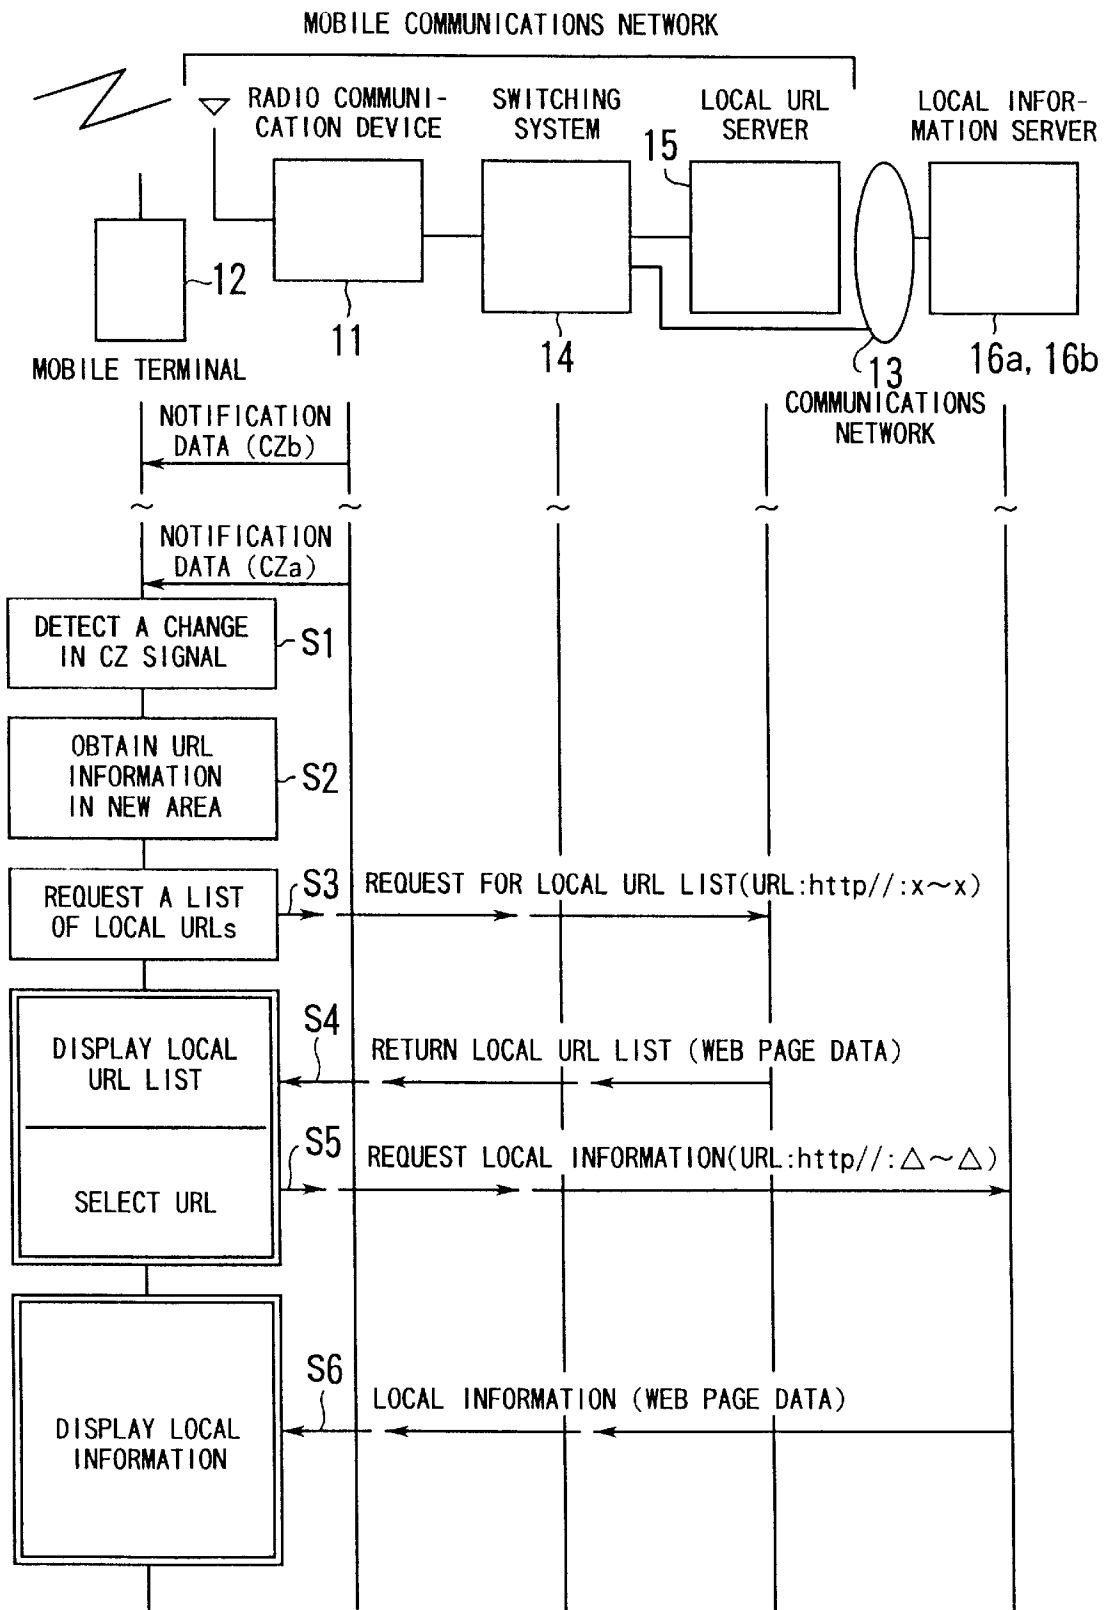 MOBILE COMMUNICATIONS NETWORK
RADIO COMMUNI-
CATION DEVICE
SWITCHING
SYSTEM
LOCAL URL
SERVER
LOCAL INFOR-
MATION SERVER
15
12
11
14
13
16a, 16b
MOBILE TERMINAL
COMMUNICATIONS
NETWORK
NOTIFICATION
DATA (CZb)
NOTIFICATION
DATA (CZa)
DETECT A CHANGE
IN CZ SIGNAL
S1
OBTAIN URL
INFORMATION
IN NEW AREA
S2
REQUEST A LIST
OF LOCAL URLs
S3
REQUEST FOR LOCAL URL LIST(URL:http//:x~x)
DISPLAY LOCAL
URL LIST
S4
RETURN LOCAL URL LIST (WEB PAGE DATA)
SELECT URL
S5
REQUEST LOCAL INFORMATION(URL:http//:△~△)
DISPLAY LOCAL
INFORMATION
S6
LOCAL INFORMATION (WEB PAGE DATA)